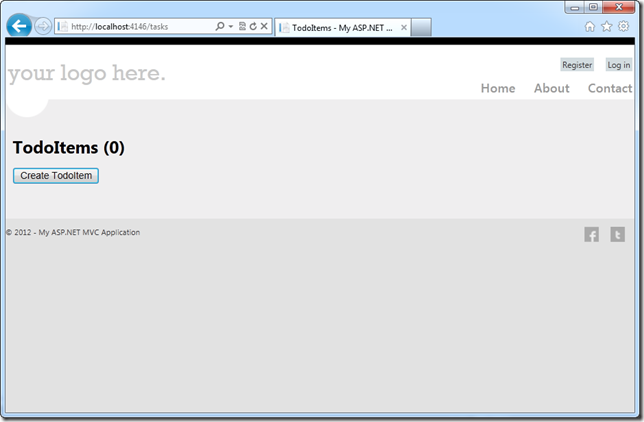 http://localhost:4146/tasks
TodoItems - My ASP.NET ...
Register Log in
your logo here.
Home About Contact
TodoItems (0)
Create TodoItem
© 2012 - My ASP.NET MVC Application